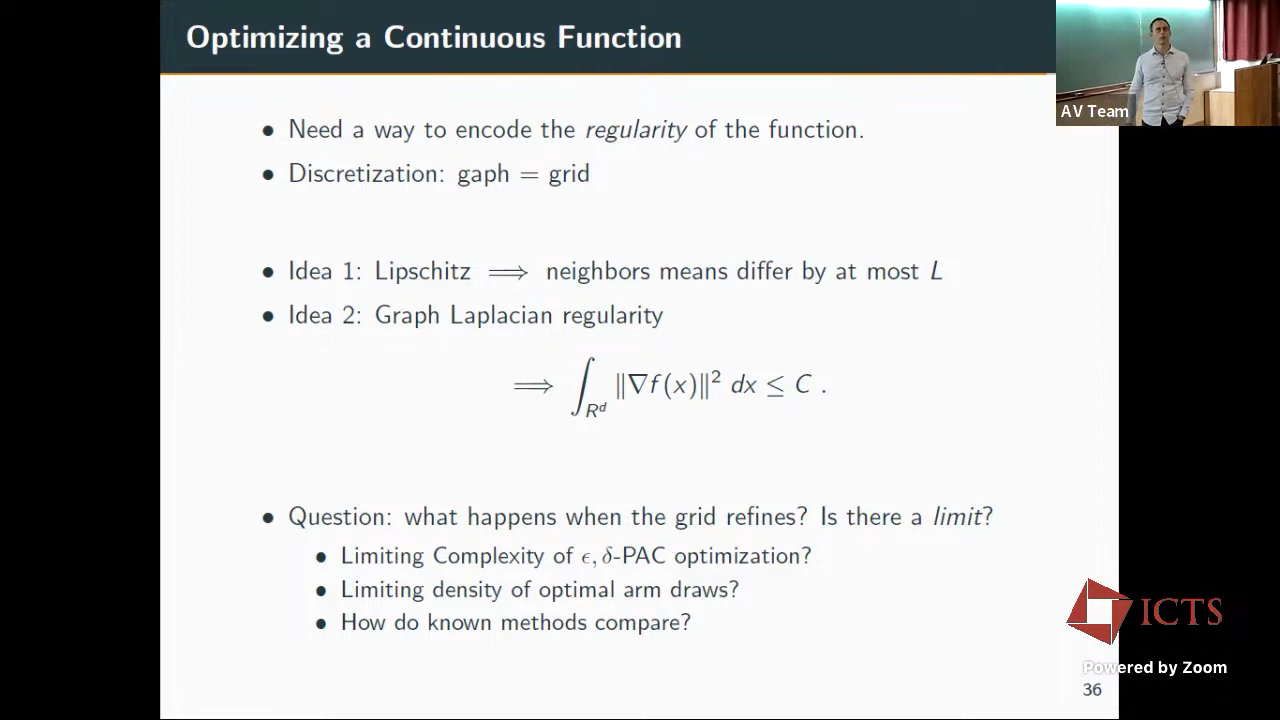 Optimizing a Continuous Function
AV Team
• Need a way to encode the regularity of the function.
• Discretization: gaph = grid
• Idea 1: Lipschitz ⟹ neighbors means differ by at most L
• Idea 2: Graph Laplacian regularity
⟹ ∫_{R^d} ‖∇f(x)‖² dx ≤ C .
• Question: what happens when the grid refines? Is there a limit?
• Limiting Complexity of ϵ, δ-PAC optimization?
• Limiting density of optimal arm draws?
• How do known methods compare?
ICTS
Powered by Zoom
36